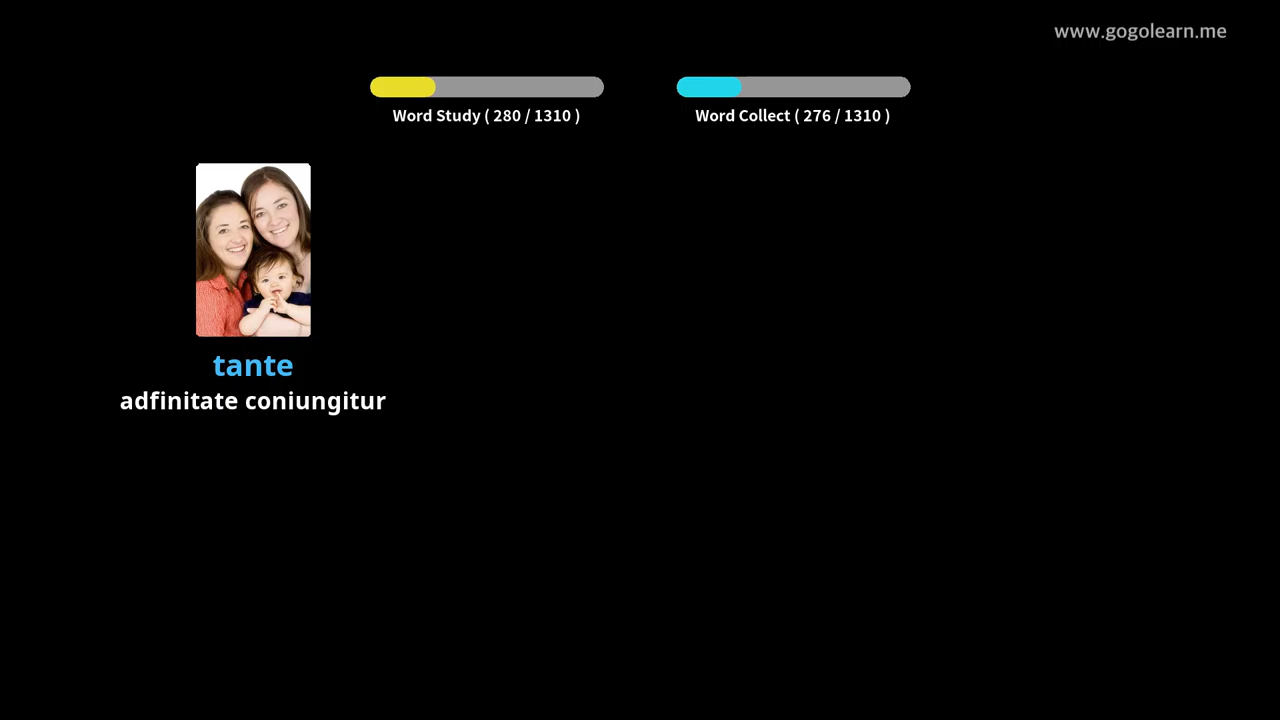 www.gogolearn.me
Word Study ( 280 / 1310 )
Word Collect ( 276 / 1310 )
tante
adfinitate coniungitur